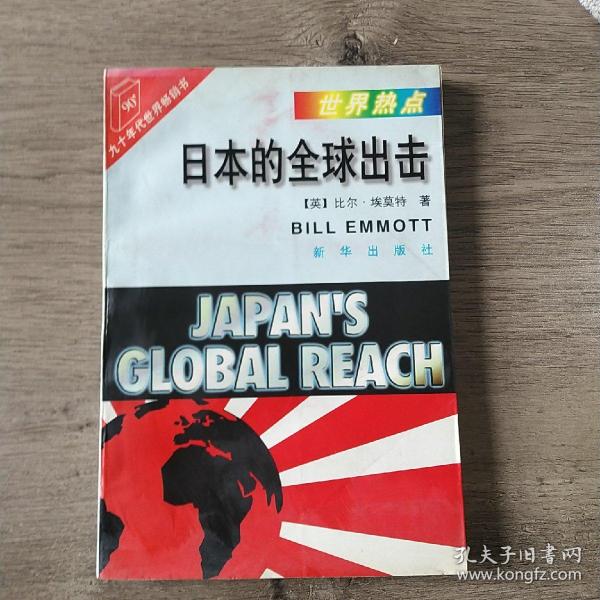 90's
九十年代世界畅销书
世界热点
日本的全球出击
【英】比尔·埃莫特 著
BILL EMMOTT
新华出版社
JAPAN'S
GLOBAL REACH
孔夫子旧书网
www.kongfz.com